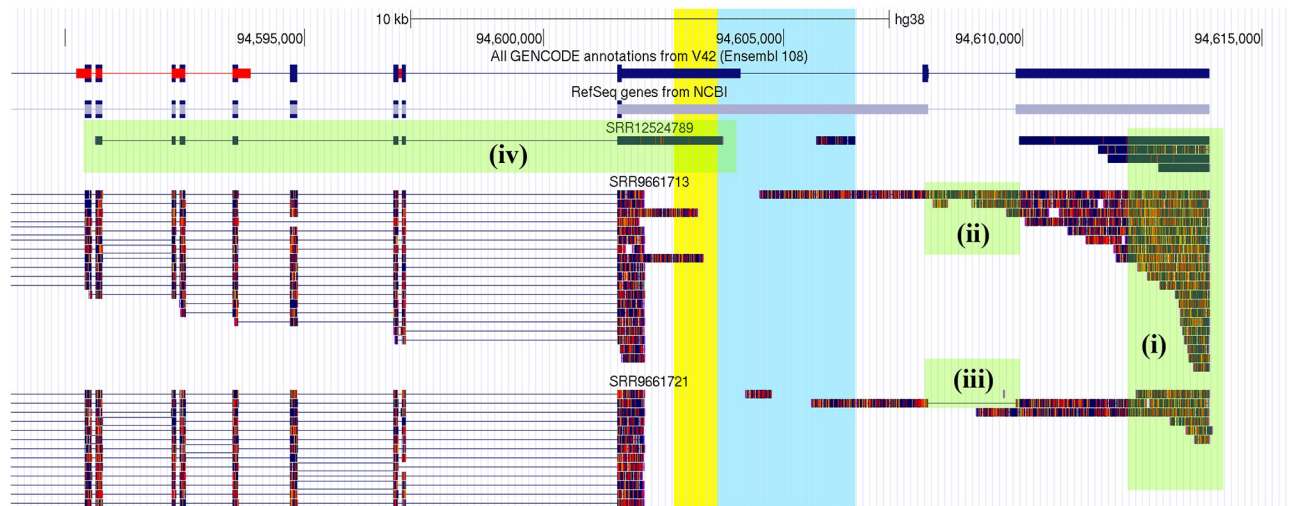 10 kb hg38
94,595,000 94,600,000 94,605,000 94,610,000 94,615,000
All GENCODE annotations from V42 (Ensembl 108)
RefSeq genes from NCBI
SRR12524789
(iv)
SRR9661713
(ii)
(i)
(iii)
SRR9661721